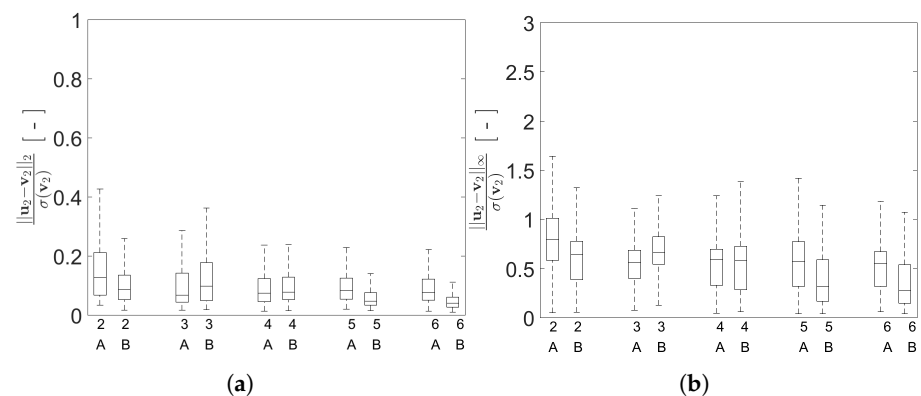 1
0.8
0.6
0.4
0.2
0
||u₂−v₂||₂ / σ(v₂) [ - ]
2 2 3 3 4 4 5 5 6 6
A B A B A B A B A B
(a)
3
2.5
2
1.5
1
0.5
0
||u₂−v₂||∞ / σ(v₂) [ - ]
2 2 3 3 4 4 5 5 6 6
A B A B A B A B A B
(b)